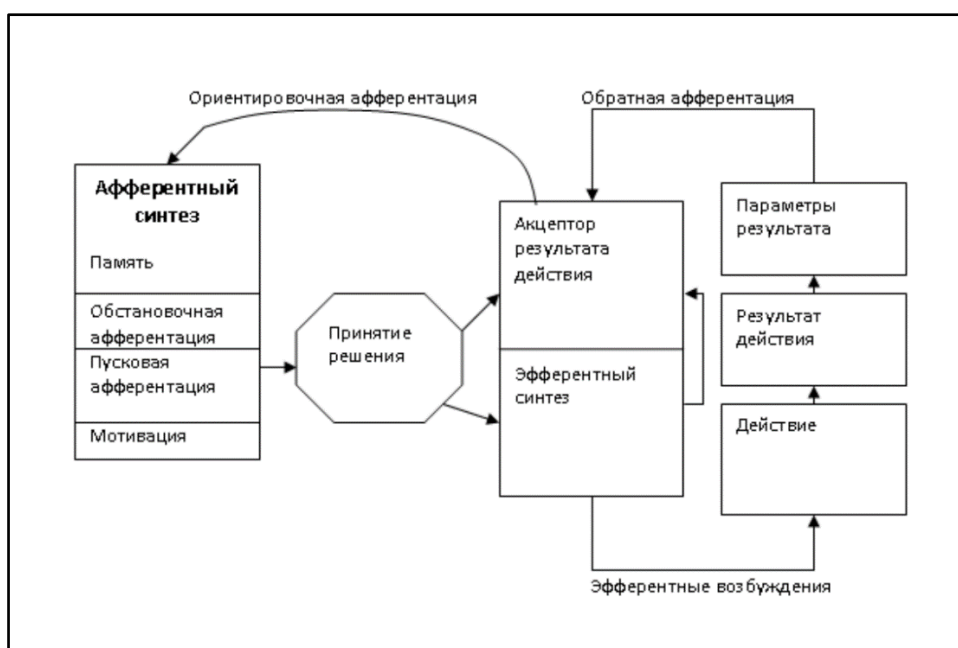 Ориентировочная афферентация
Обратная афферентация
Афферентный
синтез
Память
Обстановочная
афферентация
Пусковая
афферентация
Мотивация
Принятие
решения
Акцептор
результата
действия
Эфферентный
синтез
Параметры
результата
Результат
действия
Действие
Эфферентные возбуждения